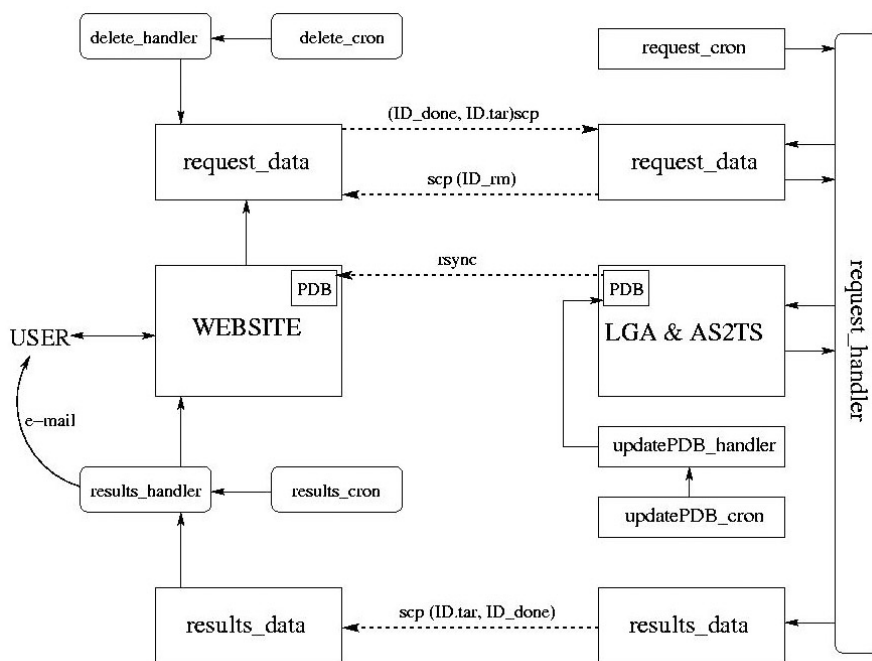 delete_handler
delete_cron
request_cron
(ID_done, ID.tar)scp
request_data
request_data
scp (ID_rm)
rsync
PDB
PDB
WEBSITE
LGA & AS2TS
USER
request_handler
e-mail
updatePDB_handler
results_handler
results_cron
updatePDB_cron
scp (ID.tar, ID_done)
results_data
results_data